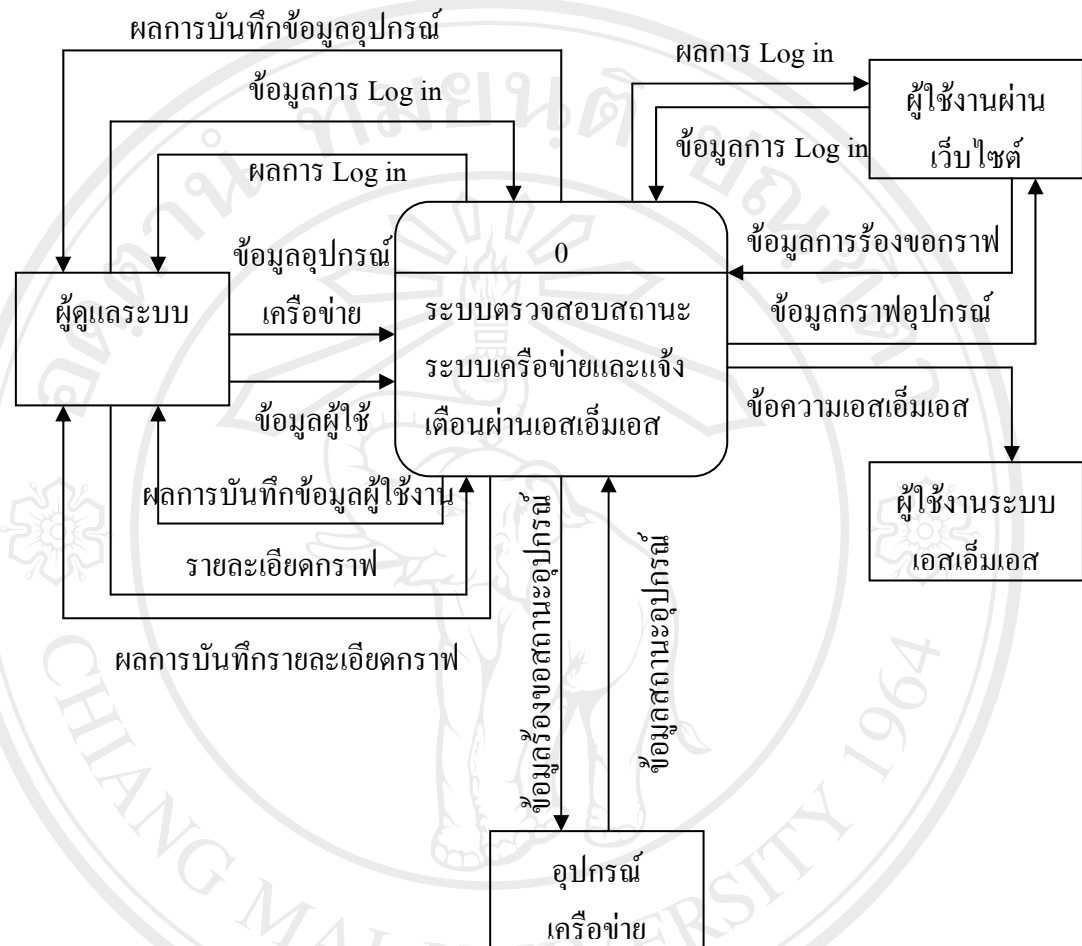 ผลการบันทึกข้อมูลอุปกรณ์
ผลการ Log in
ข้อมูลการ Log in
ผู้ใช้งานผ่าน
เว็บไซต์
ข้อมูลการ Log in
ผลการ Log in
ข้อมูลอุปกรณ์
เครือข่าย
0
ข้อมูลการร้องขอกราฟ
ผู้ดูแลระบบ
ระบบตรวจสอบสถานะ
ระบบเครือข่ายและแจ้ง
เตือนผ่านเอสเอ็มเอส
ข้อมูลกราฟอุปกรณ์
ข้อมูลผู้ใช้
ข้อความเอสเอ็มเอส
ผลการบันทึกข้อมูลผู้ใช้งาน
ผู้ใช้งานระบบ
เอสเอ็มเอส
รายละเอียดกราฟ
ผลการบันทึกรายละเอียดกราฟ
ข้อมูลร้องขอสถานะอุปกรณ์
ข้อมูลสถานะอุปกรณ์
อุปกรณ์
เครือข่าย
CHIANG MAI UNIVERSITY 1964